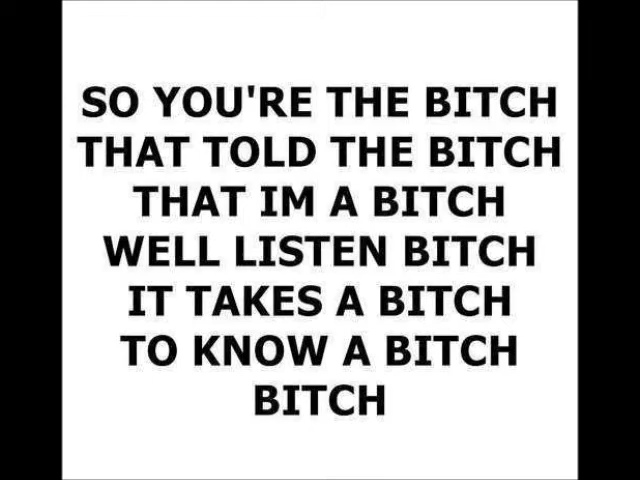 SO YOU'RE THE BITCH
THAT TOLD THE BITCH
THAT IM A BITCH
WELL LISTEN BITCH
IT TAKES A BITCH
TO KNOW A BITCH
BITCH